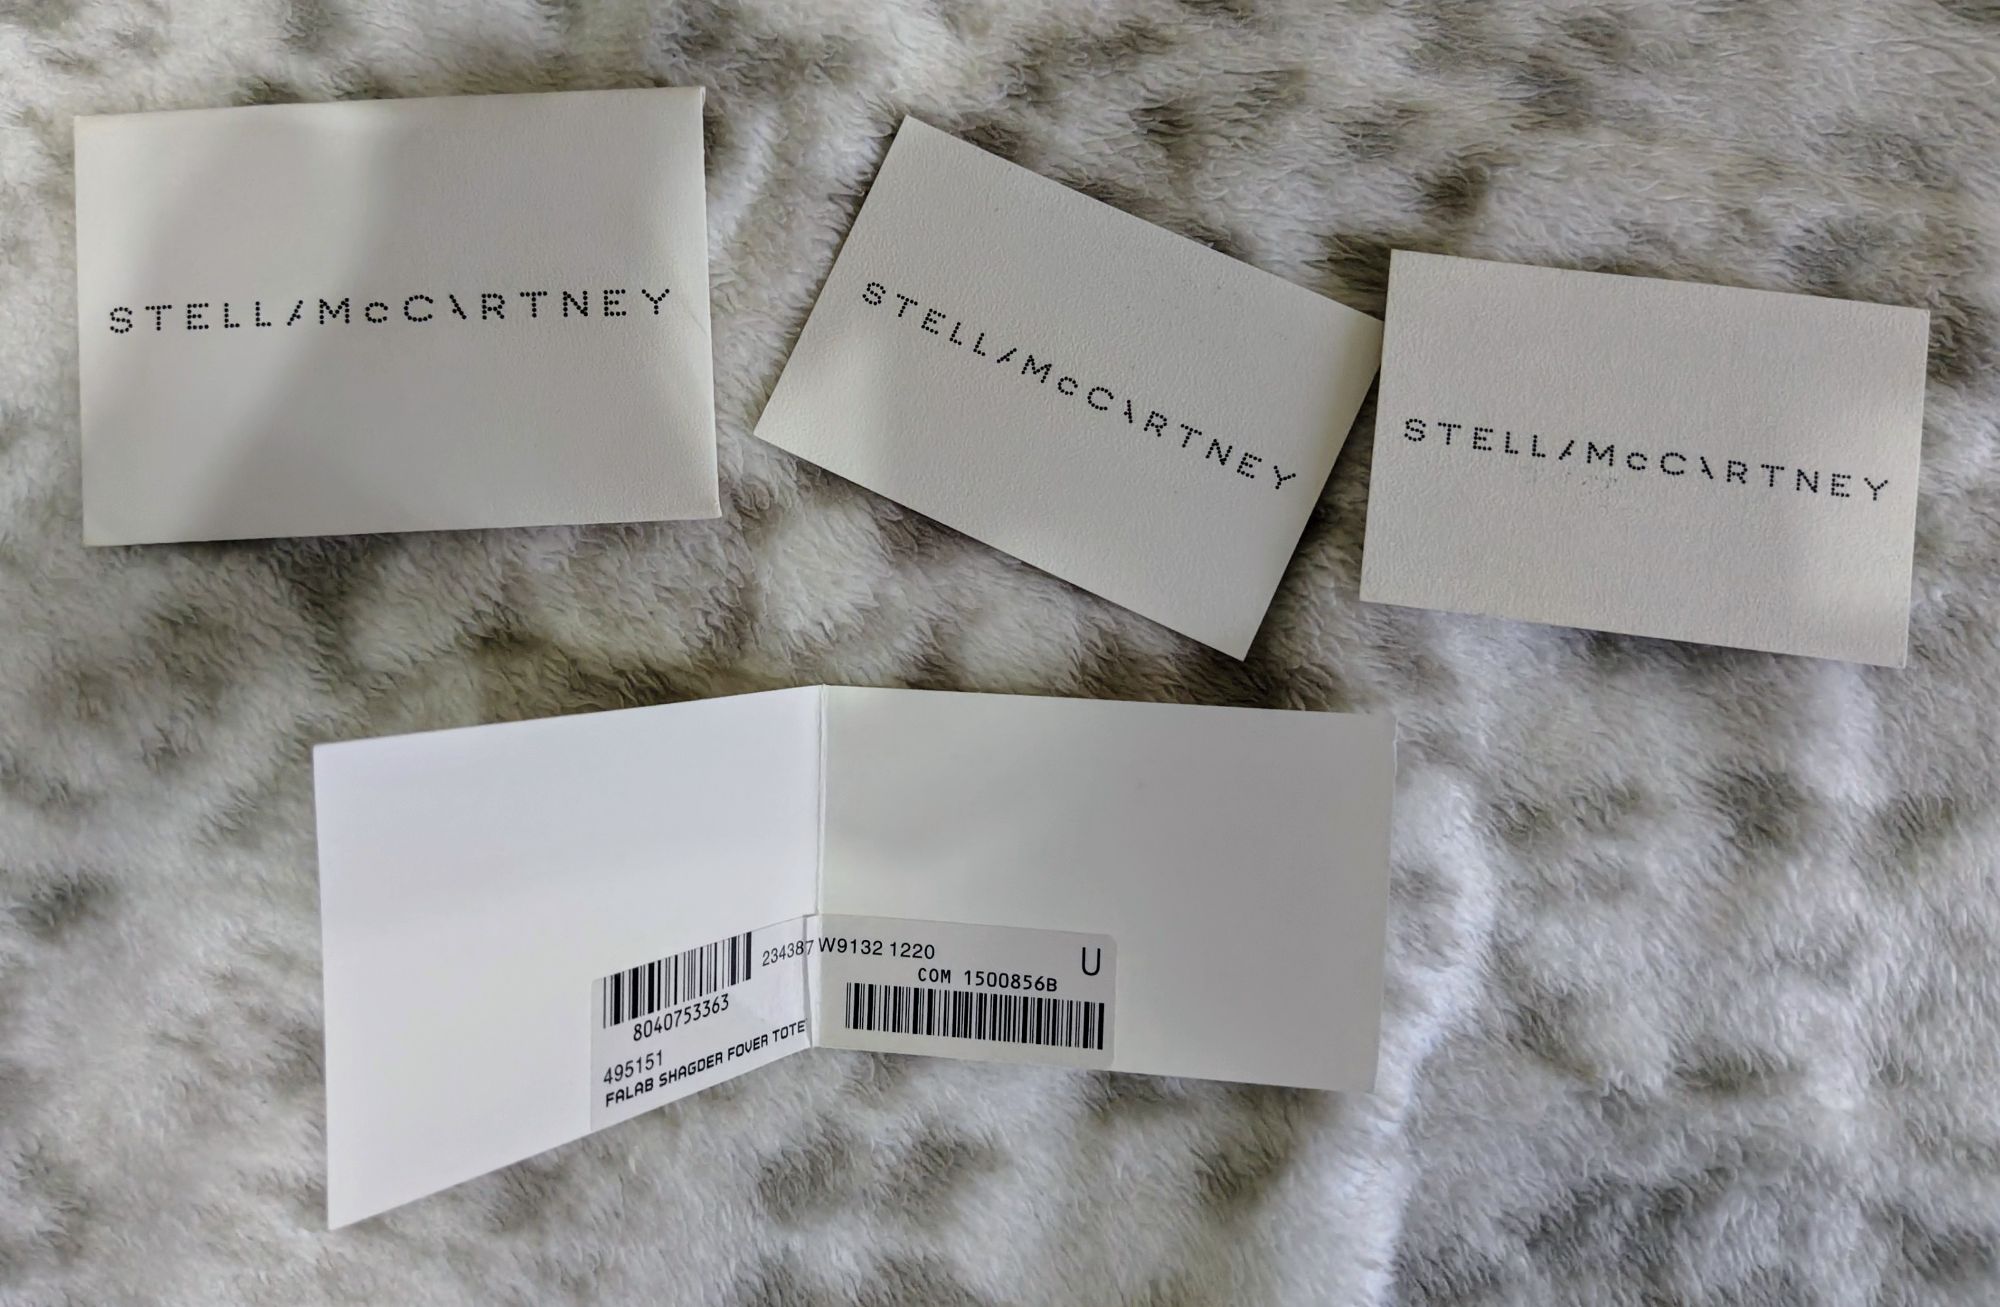 STELLA McCARTNEY
STELLA McCARTNEY
STELLA McCARTNEY
234387 W9132 1220
U
COM 1500856B
8040753363
495151
FALAB SHAGDER FOVER TOTE